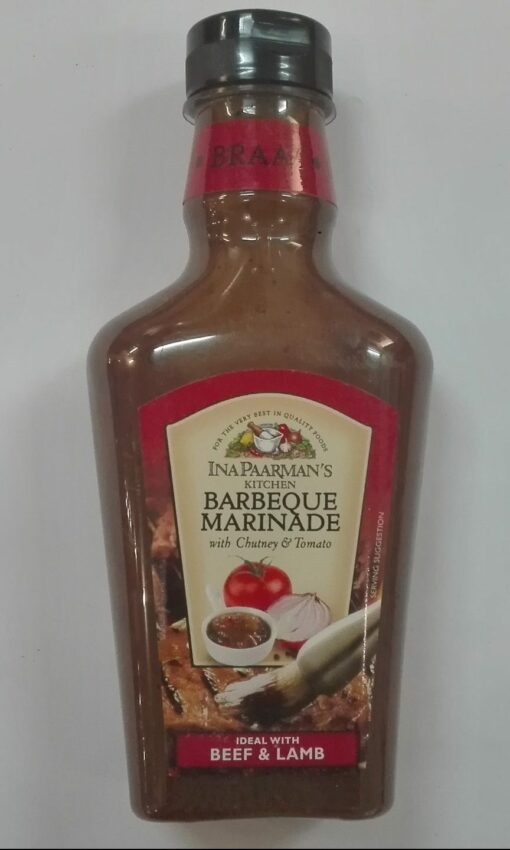 BRAAI
FOR THE VERY BEST IN QUALITY FOODS
INA PAARMAN'S
KITCHEN
BARBEQUE
MARINADE
with Chutney & Tomato
SERVING SUGGESTION
IDEAL WITH
BEEF & LAMB